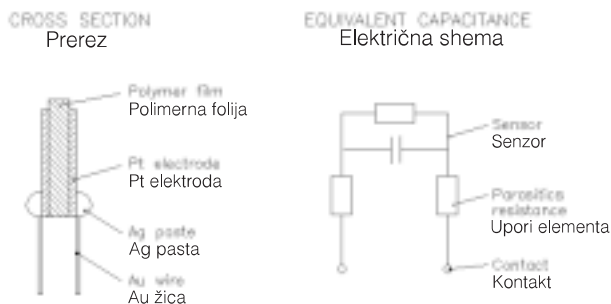 CROSS SECTION
Prerez
Polymer film
Polimerna folija
Pt electrode
Pt elektroda
Ag paste
Ag pasta
Au wire
Au žica
EQUIVALENT CAPACITANCE
Električna shema
Sensor
Senzor
Parasitics
resistance
Upori elementa
Contact
Kontakt